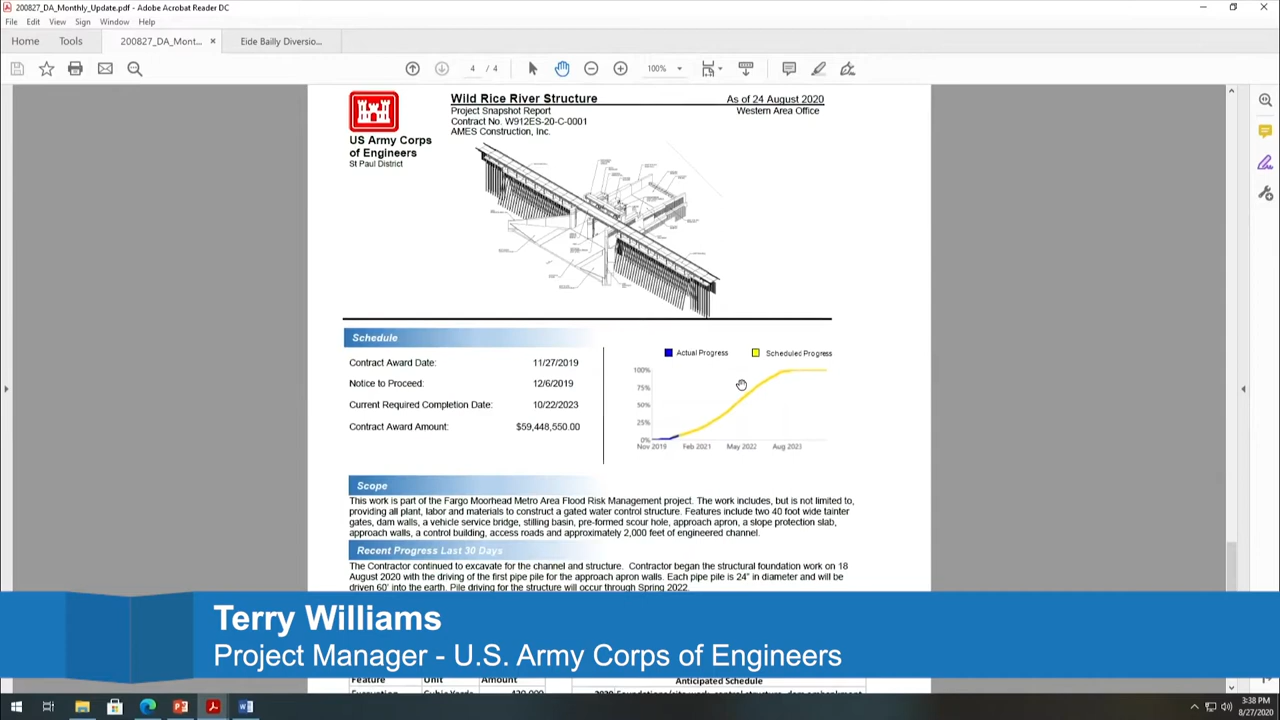 200827_DA_Monthly_Update.pdf - Adobe Acrobat Reader DC
File Edit View Sign Window Help
Home Tools 200827_DA_Mont... × Eide Bailly Diversio...
4 / 4 100%
Wild Rice River Structure As of 24 August 2020
Project Snapshot Report Western Area Office
Contract No. W912ES-20-C-0001
AMES Construction, Inc.
US Army Corps
of Engineers
St Paul District
Schedule
Contract Award Date: 11/27/2019
Notice to Proceed: 12/6/2019
Current Required Completion Date: 10/22/2023
Contract Award Amount: $59,448,550.00
Actual Progress Scheduled Progress
100%
75%
50%
25%
0%
Nov 2019 Feb 2021 May 2022 Aug 2023
Scope
This work is part of the Fargo Moorhead Metro Area Flood Risk Management project. The work includes, but is not limited to,
providing all plant, labor and materials to construct a gated water control structure. Features include two 40 foot wide tainter
gates, dam walls, a vehicle service bridge, stilling basin, pre-formed scour hole, approach apron, a slope protection slab,
approach walls, a control building, access roads and approximately 2,000 feet of engineered channel.
Recent Progress Last 30 Days
The Contractor continued to excavate for the channel and structure. Contractor began the structural foundation work on 18
August 2020 with the driving of the first pipe pile for the approach apron walls. Each pipe pile is 24" in diameter and will be
driven 60' into the earth. Pile driving for the structure will occur through Spring 2022.
Terry Williams
Project Manager - U.S. Army Corps of Engineers
Feature Unit Amount Anticipated Schedule
3:38 PM
8/27/2020